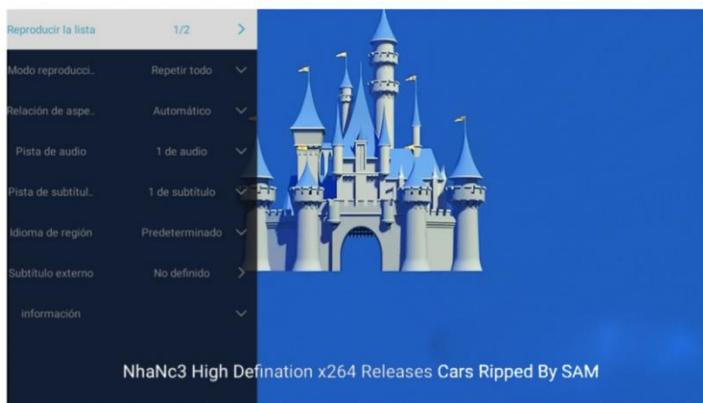 Reproducir la lista 1/2
Modo reproducci.. Repetir todo
Relación de aspe.. Automático
Pista de audio 1 de audio
Pista de subtítul.. 1 de subtítulo
Idioma de región Predeterminado
Subtítulo externo No definido
información
NhaNc3 High Defination x264 Releases Cars Ripped By SAM